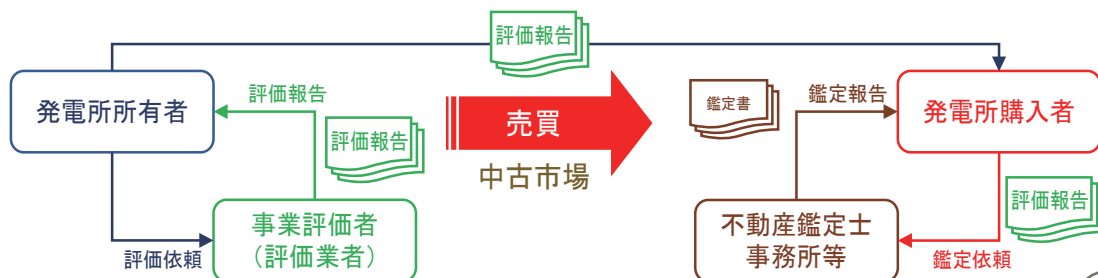 評価報告
発電所所有者
評価報告
評価報告
売買
中古市場
鑑定書
鑑定報告
発電所購入者
事業評価者
(評価業者)
評価依頼
不動産鑑定士
事務所等
評価報告
鑑定依頼